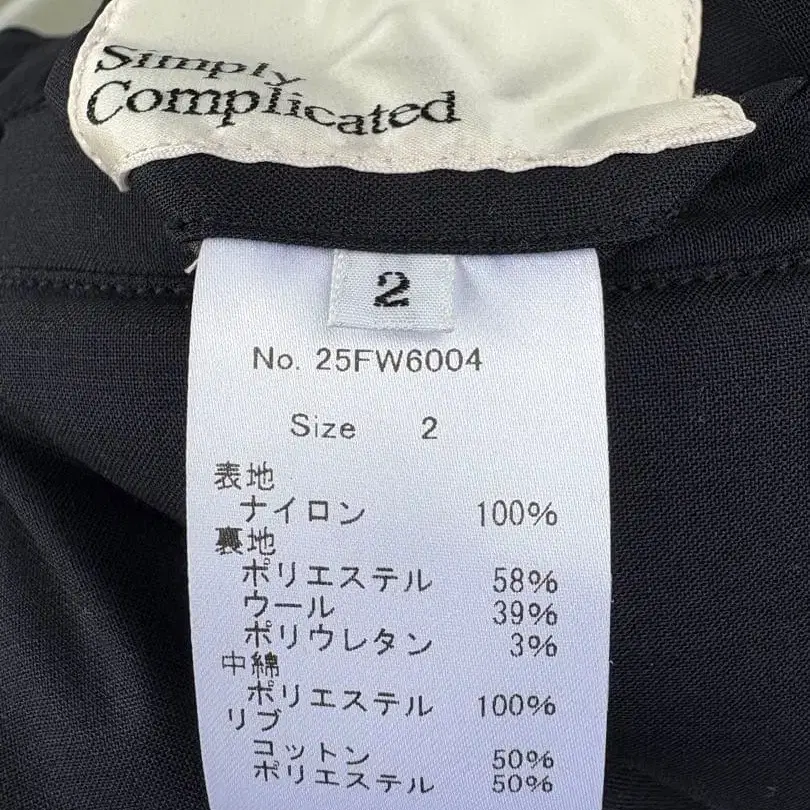 Simply
Complicated
2
No. 25FW6004
Size 2
表地
ナイロン 100%
裏地
ポリエステル 58%
ウール 39%
ポリウレタン 3%
中綿
ポリエステル 100%
リブ
コットン 50%
ポリエステル 50%